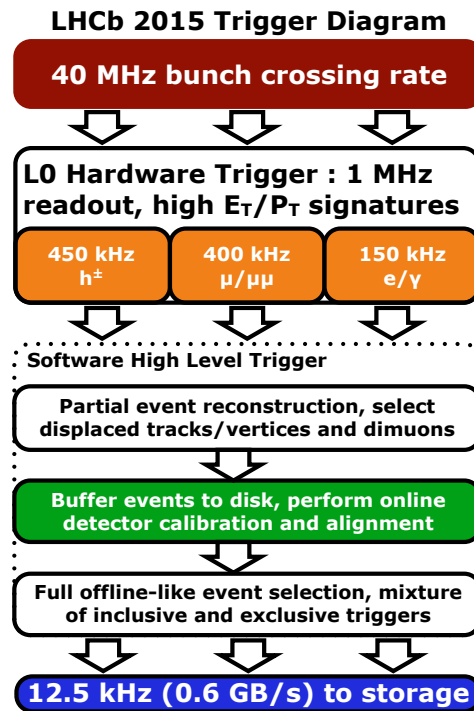 LHCb 2015 Trigger Diagram
40 MHz bunch crossing rate
L0 Hardware Trigger : 1 MHz
readout, high E_T/P_T signatures
450 kHz
h±
400 kHz
μ/μμ
150 kHz
e/γ
Software High Level Trigger
Partial event reconstruction, select
displaced tracks/vertices and dimuons
Buffer events to disk, perform online
detector calibration and alignment
Full offline-like event selection, mixture
of inclusive and exclusive triggers
12.5 kHz (0.6 GB/s) to storage